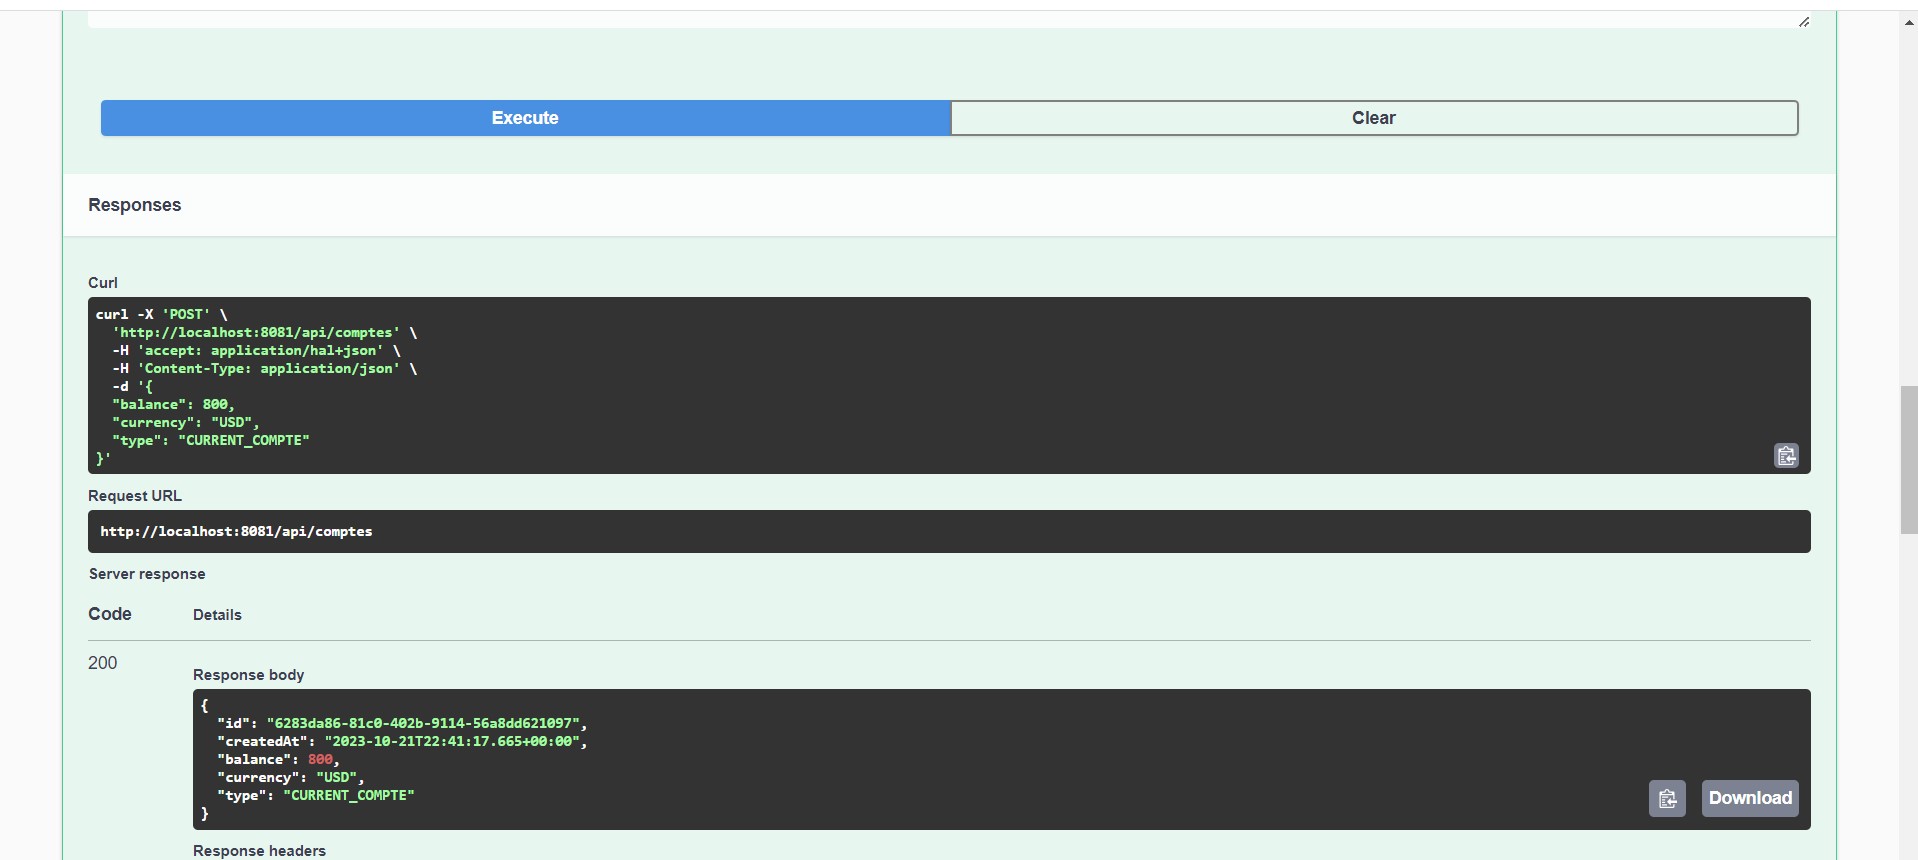 Execute
Clear
Responses
Curl
curl -X 'POST' \
'http://localhost:8081/api/comptes' \
-H 'accept: application/hal+json' \
-H 'Content-Type: application/json' \
-d '{
"balance": 800,
"currency": "USD",
"type": "CURRENT_COMPTE"
}'
Request URL
http://localhost:8081/api/comptes
Server response
Code
Details
200
Response body
{
"id": "6283da86-81c0-402b-9114-56a8dd621097",
"createdAt": "2023-10-21T22:41:17.665+00:00",
"balance": 800,
"currency": "USD",
"type": "CURRENT_COMPTE"
}
Download
Response headers